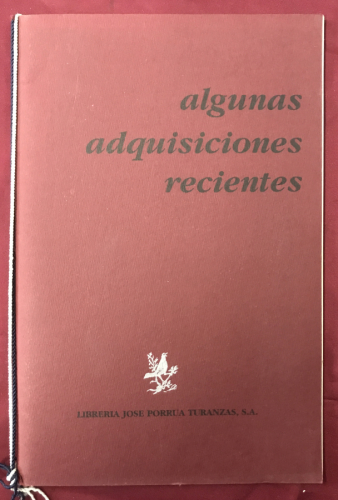 algunas
adquisiciones
recientes
LIBRERIA JOSE PORRUA TURANZAS, S.A.